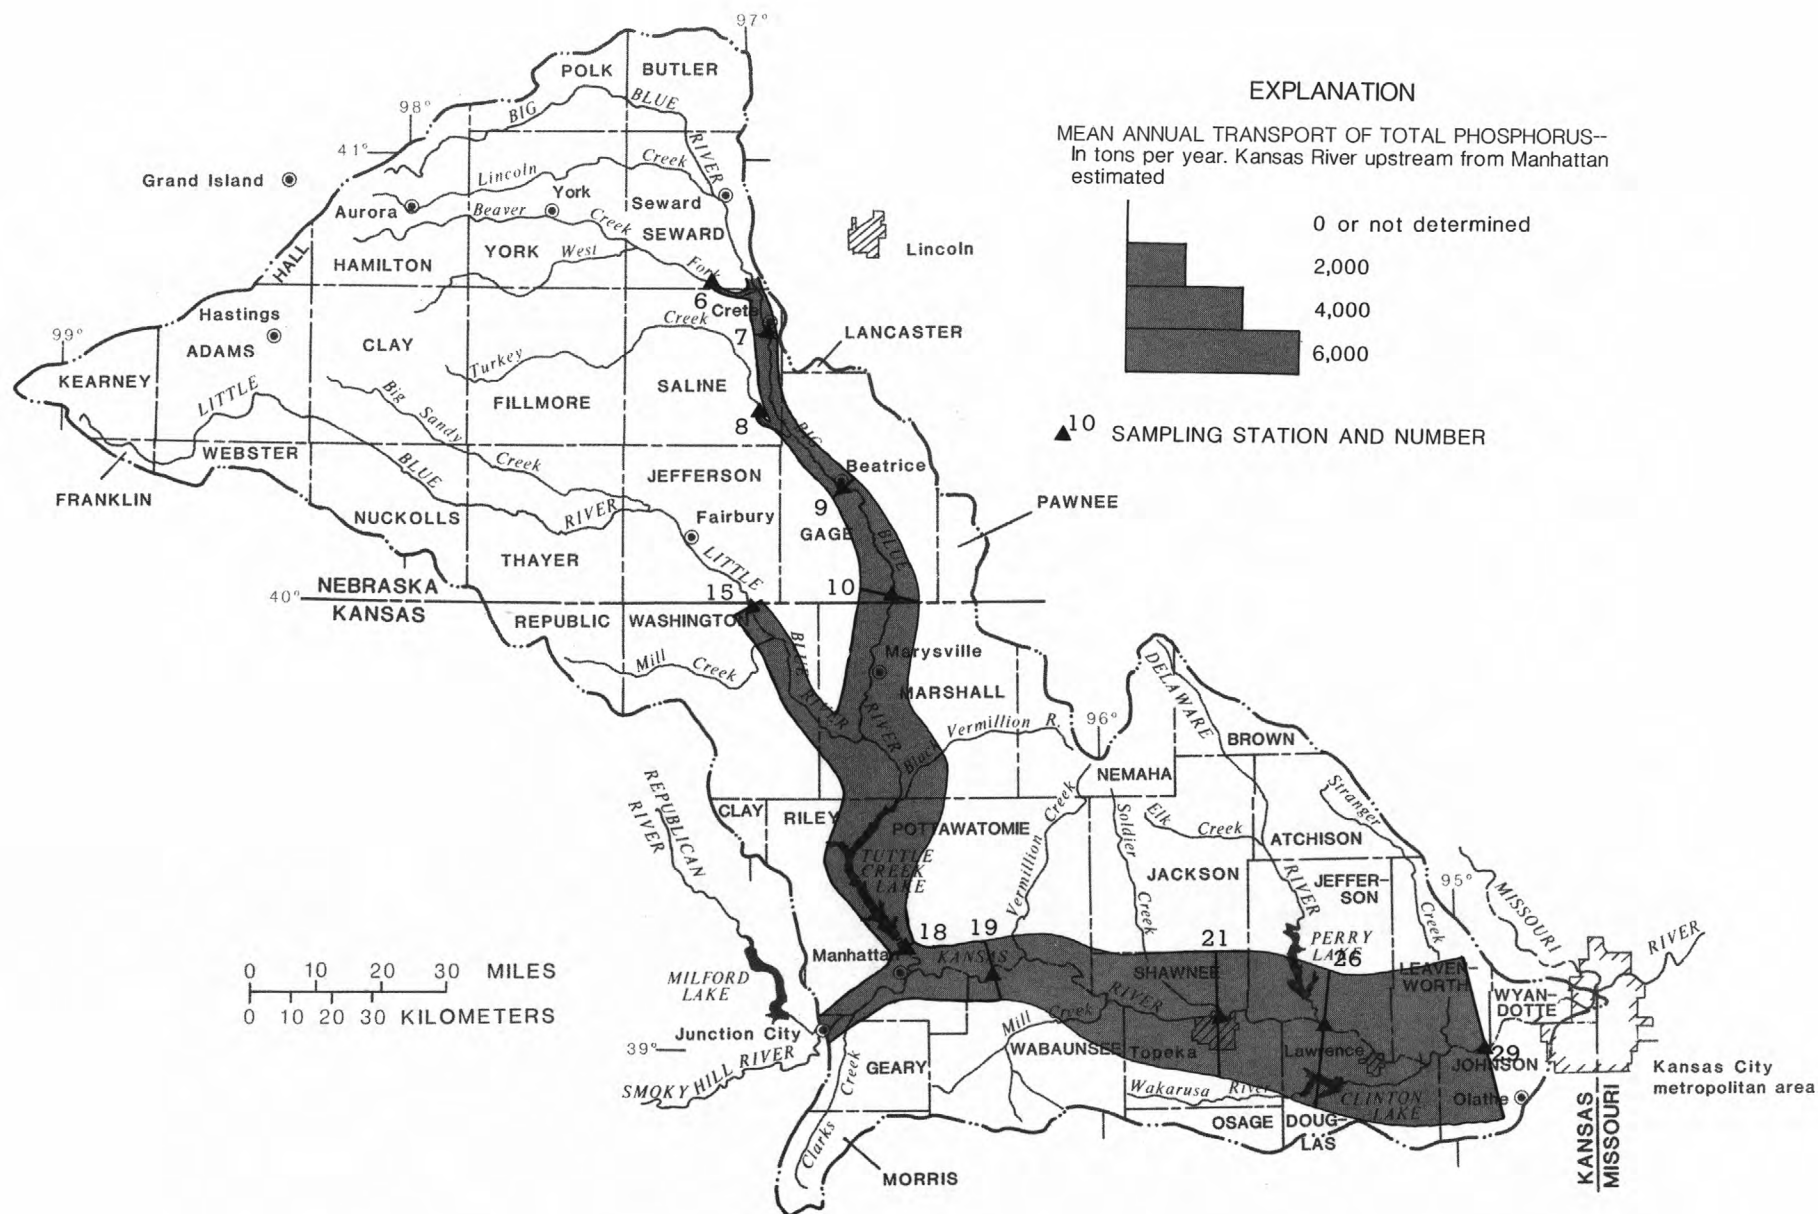 97°
POLK
BUTLER
BIG
BLUE
RIVER
98°
41°
Grand Island
Lincoln
Creek
Aurora
York
Seward
Beaver
Creek
SEWARD
HALL
HAMILTON
YORK
West
Fork
Lincoln
EXPLANATION
MEAN ANNUAL TRANSPORT OF TOTAL PHOSPHORUS--
In tons per year. Kansas River upstream from Manhattan
estimated
0 or not determined
2,000
4,000
6,000
10 SAMPLING STATION AND NUMBER
6
Crete
7
99°
Hastings
ADAMS
CLAY
Creek
Turkey
LANCASTER
KEARNEY
LITTLE
Big
Sandy
Creek
FILLMORE
SALINE
8
BIG
WEBSTER
BLUE
RIVER
JEFFERSON
Beatrice
FRANKLIN
NUCKOLLS
Fairbury
9
GAGE
BLUE
PAWNEE
THAYER
LITTLE
NEBRASKA
40°
KANSAS
15
10
REPUBLIC
WASHINGTON
BLUE
RIVER
Mill
Creek
Marysville
MARSHALL
RIVER
Black
Vermillion R.
96°
DELAWARE
RIVER
BROWN
NEMAHA
REPUBLICAN
RIVER
CLAY
RILEY
POTTAWATOMIE
Vermillion
Creek
Soldier
Creek
Elk
Creek
Stranger
Creek
ATCHISON
TUTTLE
CREEK
LAKE
JACKSON
JEFFER-
SON
95°
MISSOURI
RIVER
18
19
21
PERRY
LAKE
26
Manhattan
KANSAS
RIVER
SHAWNEE
LEAVEN-
WORTH
WYAN-
DOTTE
0 10 20 30 MILES
0 10 20 30 KILOMETERS
MILFORD
LAKE
Junction City
39°
SMOKY HILL RIVER
Mill
Creek
GEARY
WABAUNSEE
Topeka
Lawrence
29
JOHNSON
Kansas City
metropolitan area
Wakarusa
River
CLINTON
LAKE
Olathe
OSAGE
DOUG-
LAS
Clarks
Creek
MORRIS
KANSAS
MISSOURI